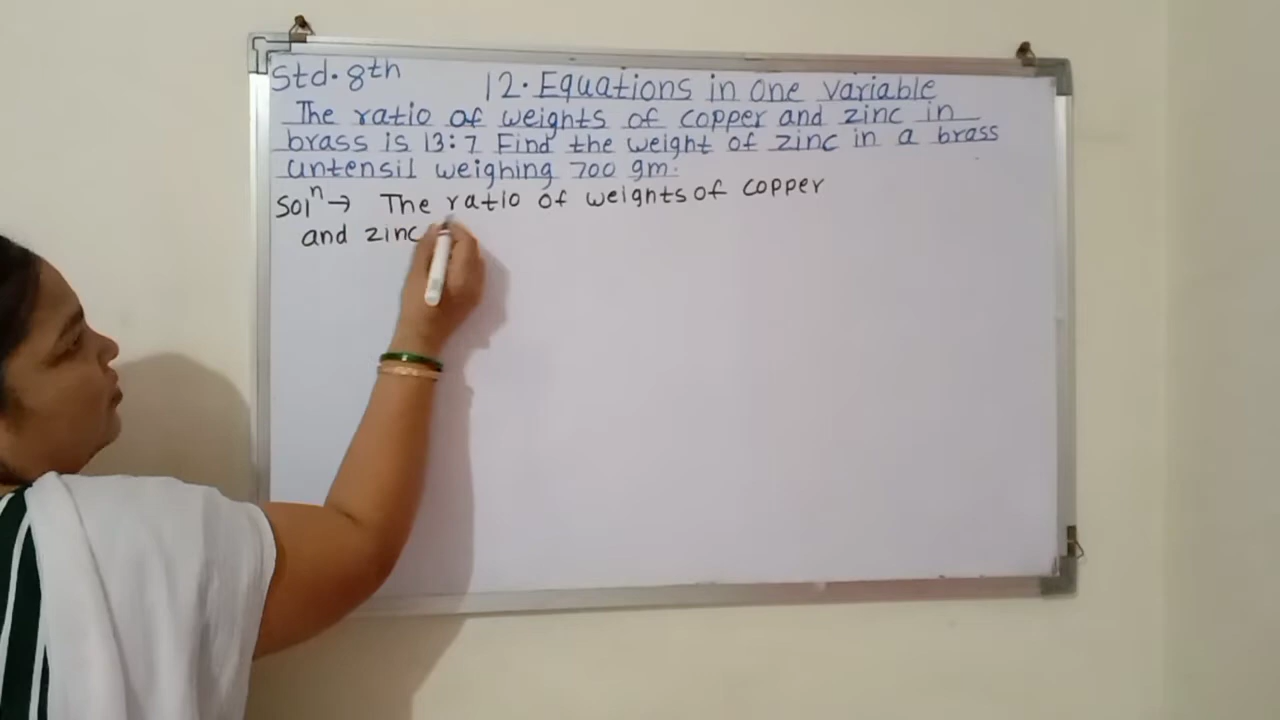 Std. 8th 12. Equations in one variable
The ratio of weights of copper and zinc in
brass is 13:7 Find the weight of zinc in a brass
untensil weighing 700 gm.
Solⁿ → The ratio of weights of copper
and zinc